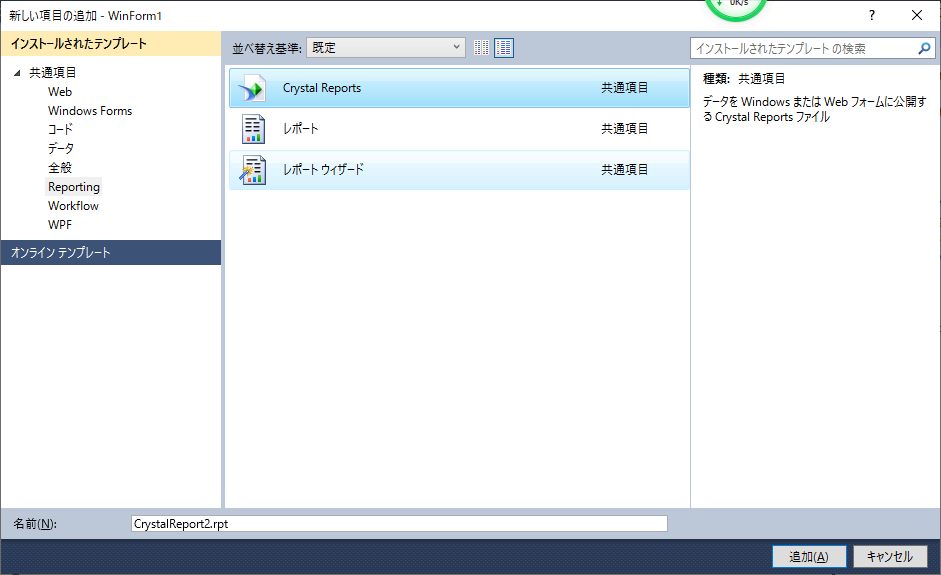 新しい項目の追加 - WinForm1
0K/s
?
インストールされたテンプレート
並べ替え基準: 既定
インストールされたテンプレート の検索
共通項目
Web
Windows Forms
コード
データ
全般
Reporting
Workflow
WPF
オンライン テンプレート
Crystal Reports 共通項目
レポート 共通項目
レポート ウィザード 共通項目
種類: 共通項目
データを Windows または Web フォームに公開す
る Crystal Reports ファイル
名前(N): CrystalReport2.rpt
追加(A) キャンセル